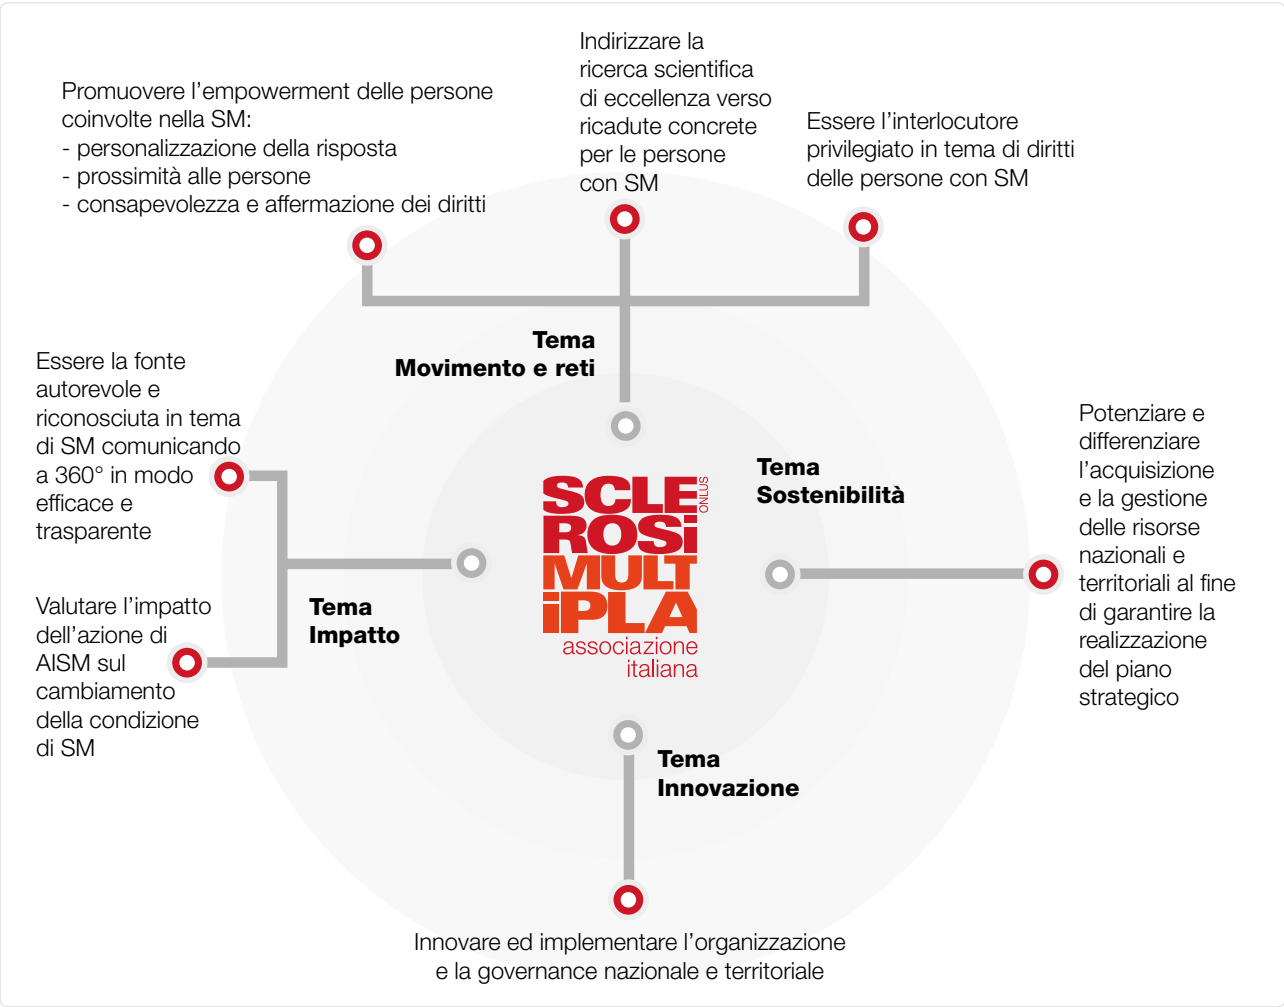 Indirizzare la
ricerca scientifica
di eccellenza verso
ricadute concrete
per le persone
con SM
Promuovere l’empowerment delle persone
coinvolte nella SM:
- personalizzazione della risposta
- prossimità alle persone
- consapevolezza e affermazione dei diritti
Essere l’interlocutore
privilegiato in tema di diritti
delle persone con SM
Tema
Movimento e reti
Essere la fonte
autorevole e
riconosciuta in tema
di SM comunicando
a 360° in modo
efficace e
trasparente
Valutare l’impatto
dell’azione di
AISM sul
cambiamento
della condizione
di SM
Tema
Impatto
SCLE
ROSi
MULT
iPLA
ONLUS
associazione
italiana
Tema
Sostenibilità
Potenziare e
differenziare
l’acquisizione
e la gestione
delle risorse
nazionali e
territoriali al fine
di garantire la
realizzazione
del piano
strategico
Tema
Innovazione
Innovare ed implementare l’organizzazione
e la governance nazionale e territoriale